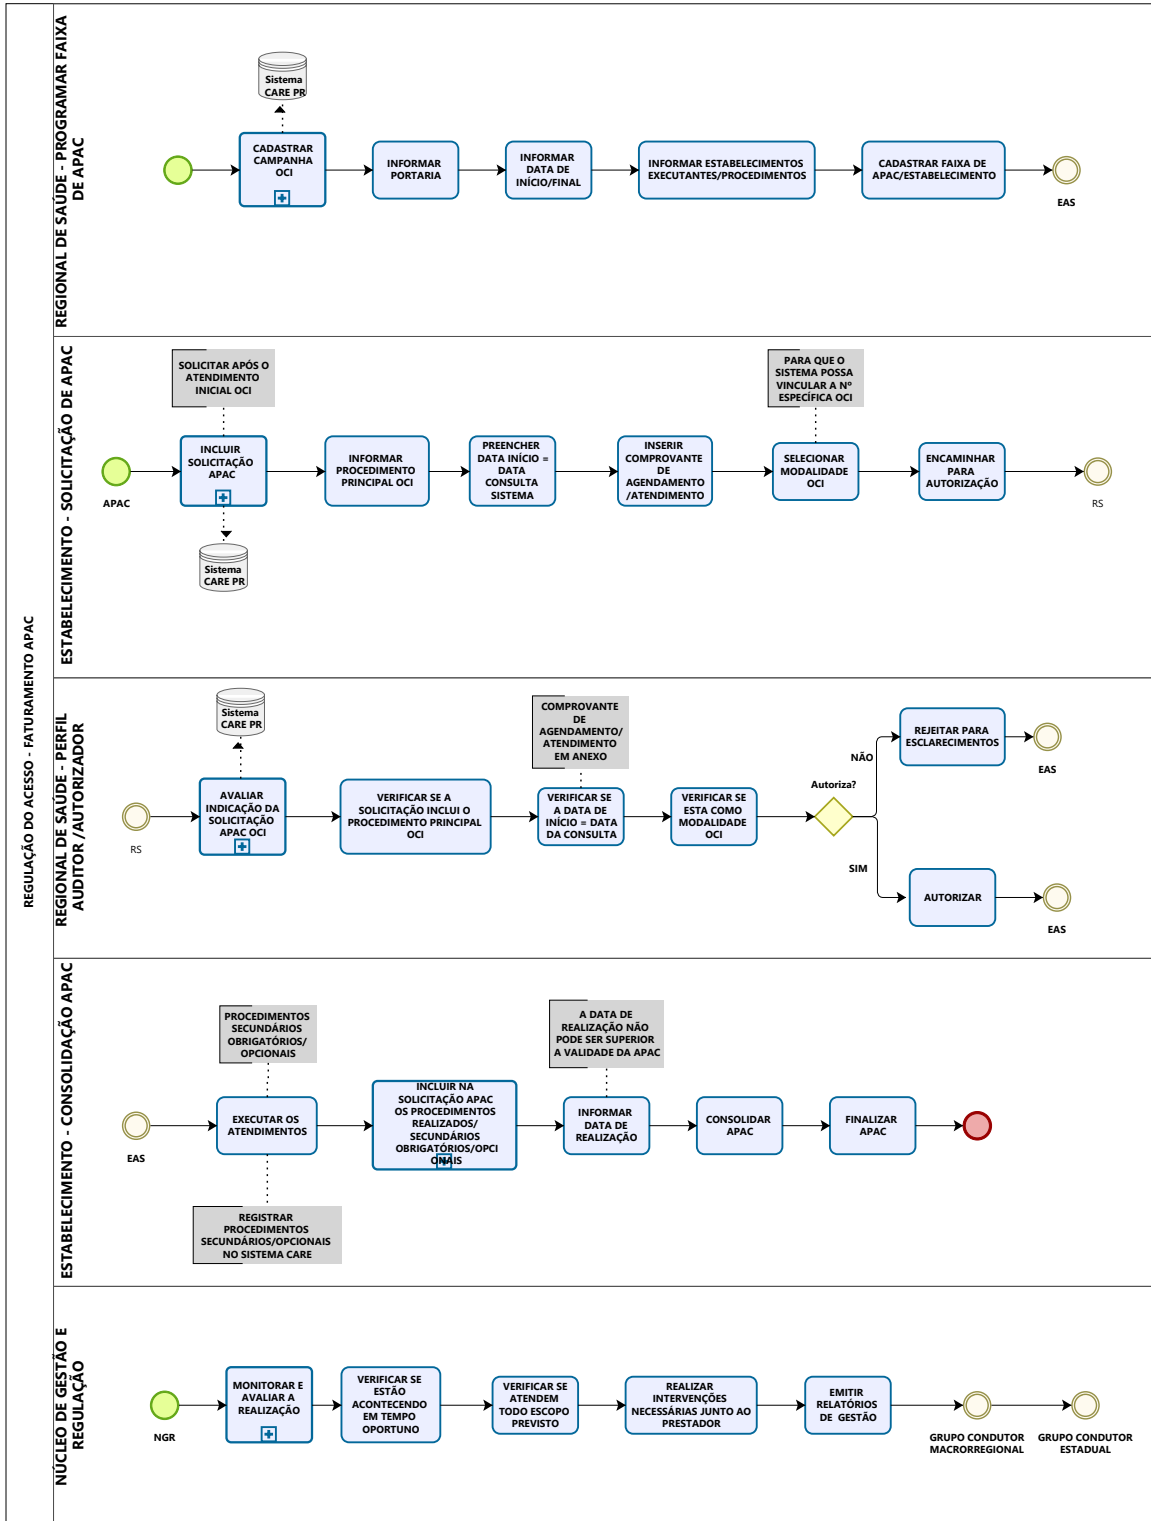 REGULAÇÃO DO ACESSO - FATURAMENTO APAC
REGIONAL DE SAÚDE - PROGRAMAR FAIXA
DE APAC
Sistema
CARE PR
CADASTRAR
CAMPANHA
OCI
INFORMAR
PORTARIA
INFORMAR
DATA DE
INÍCIO/FINAL
INFORMAR ESTABELECIMENTOS
EXECUTANTES/PROCEDIMENTOS
CADASTRAR FAIXA DE
APAC/ESTABELECIMENTO
EAS
ESTABELECIMENTO - SOLICITAÇÃO DE APAC
SOLICITAR APÓS O
ATENDIMENTO
INICIAL OCI
PARA QUE O
SISTEMA POSSA
VINCULAR A Nº
ESPECÍFICA OCI
APAC
INCLUIR
SOLICITAÇÃO
APAC
INFORMAR
PROCEDIMENTO
PRINCIPAL OCI
PREENCHER
DATA INÍCIO =
DATA
CONSULTA
SISTEMA
INSERIR
COMPROVANTE
DE
AGENDAMENTO
/ATENDIMENTO
SELECIONAR
MODALIDADE
OCI
ENCAMINHAR
PARA
AUTORIZAÇÃO
RS
Sistema
CARE PR
REGIONAL DE SAÚDE - PERFIL
AUDITOR /AUTORIZADOR
Sistema
CARE PR
COMPROVANTE
DE
AGENDAMENTO/
ATENDIMENTO
EM ANEXO
RS
AVALIAR
INDICAÇÃO DA
SOLICITAÇÃO
APAC OCI
VERIFICAR SE A
SOLICITAÇÃO INCLUI O
PROCEDIMENTO PRINCIPAL
OCI
VERIFICAR SE
A DATA DE
INÍCIO = DATA
DA CONSULTA
VERIFICAR SE
ESTA COMO
MODALIDADE
OCI
Autoriza?
NÃO
REJEITAR PARA
ESCLARECIMENTOS
EAS
SIM
AUTORIZAR
EAS
ESTABELECIMENTO - CONSOLIDAÇÃO APAC
PROCEDIMENTOS
SECUNDÁRIOS
OBRIGATÓRIOS/
OPCIONAIS
A DATA DE
REALIZAÇÃO NÃO
PODE SER SUPERIOR
A VALIDADE DA APAC
EAS
EXECUTAR OS
ATENDIMENTOS
INCLUIR NA
SOLICITAÇÃO APAC
OS PROCEDIMENTOS
REALIZADOS/
SECUNDÁRIOS
OBRIGATÓRIOS/OPCI
ONAIS
INFORMAR
DATA DE
REALIZAÇÃO
CONSOLIDAR
APAC
FINALIZAR
APAC
REGISTRAR
PROCEDIMENTOS
SECUNDÁRIOS/OPCIONAIS
NO SISTEMA CARE
NÚCLEO DE GESTÃO E
REGULAÇÃO
NGR
MONITORAR E
AVALIAR A
REALIZAÇÃO
VERIFICAR SE
ESTÃO
ACONTECENDO
EM TEMPO
OPORTUNO
VERIFICAR SE
ATENDEM
TODO ESCOPO
PREVISTO
REALIZAR
INTERVENÇÕES
NECESSÁRIAS JUNTO AO
PRESTADOR
EMITIR
RELATÓRIOS
DE GESTÃO
GRUPO CONDUTOR
MACRORREGIONAL
GRUPO CONDUTOR
ESTADUAL